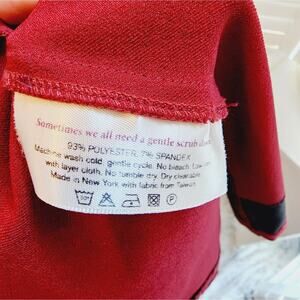 Sometimes we all need a gentle scrub down.
93% POLYESTER, 7% SPANDEX
Machine wash cold, gentle cycle. No bleach.
with layer cloth. No tumble dry. Dry cleanable.
Made in New York with fabric from Taiwan